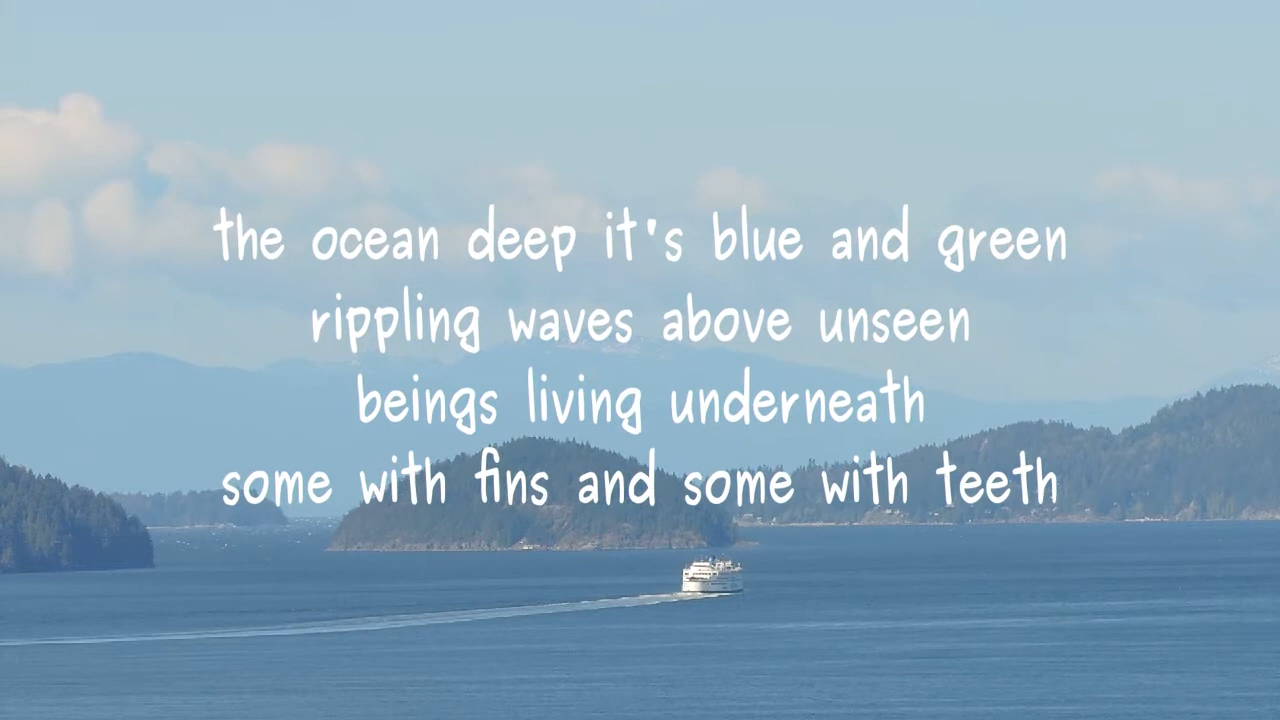 the ocean deep it's blue and green
rippling waves above unseen
beings living underneath
some with fins and some with teeth